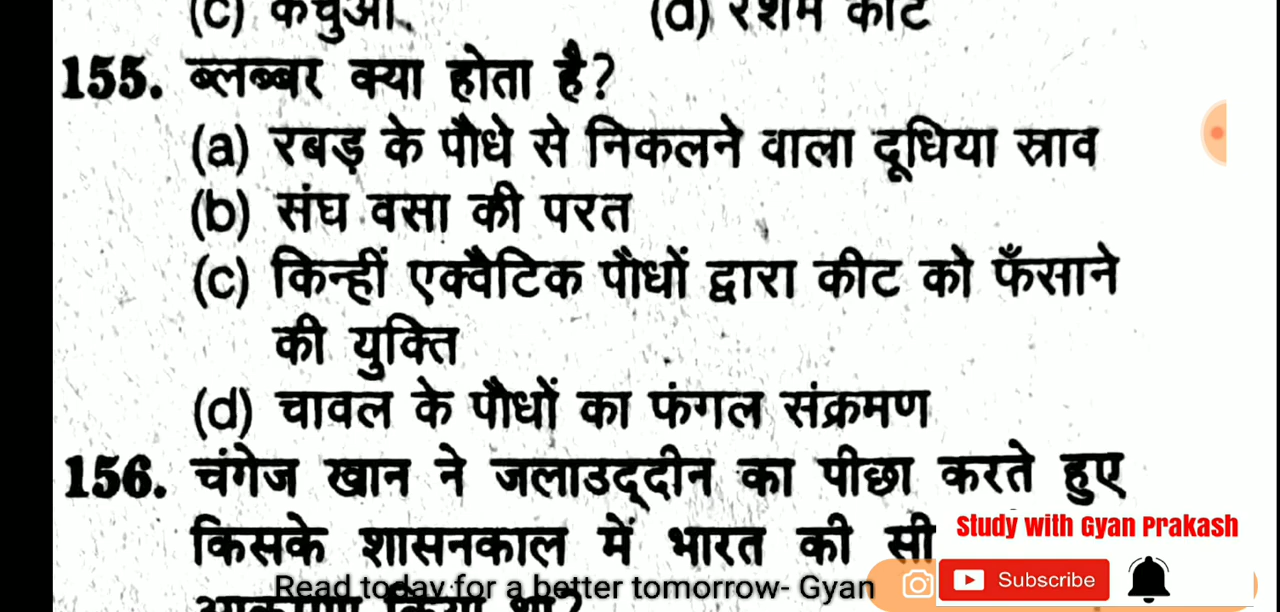 (c) केंचुआ. (d) रेशम कीट
155. ब्लब्बर क्या होता है?
(a) रबड़ के पौधे से निकलने वाला दूधिया स्राव
(b) संघ वसा की परत
(c) किन्हीं एक्वैटिक पौधों द्वारा कीट को फँसाने
की युक्ति
(d) चावल के पौधों का फंगल संक्रमण
156. चंगेज खान ने जलाउद्दीन का पीछा करते हुए
किसके शासनकाल में भारत की सी
Study with Gyan Prakash
Read today for a better tomorrow- Gyan
Subscribe
किया था?